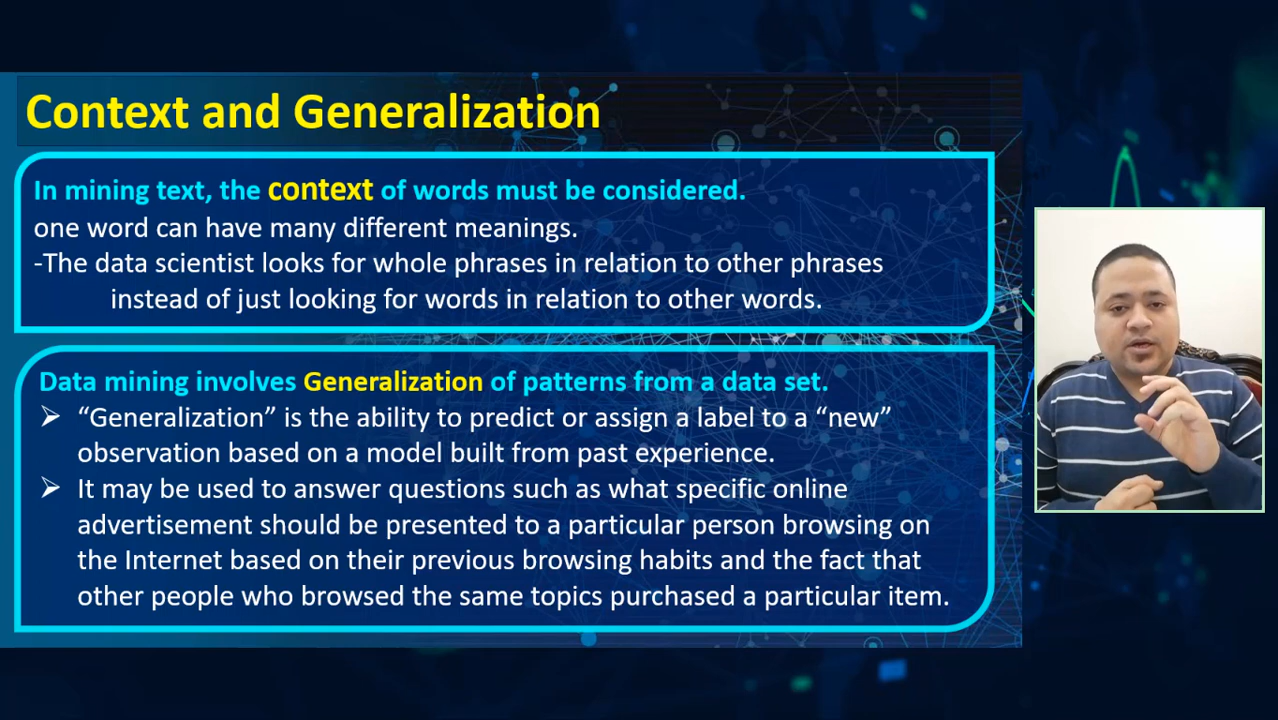 Context and Generalization
In mining text, the context of words must be considered.
one word can have many different meanings.
-The data scientist looks for whole phrases in relation to other phrases
instead of just looking for words in relation to other words.
Data mining involves Generalization of patterns from a data set.
➢ “Generalization” is the ability to predict or assign a label to a “new”
observation based on a model built from past experience.
➢ It may be used to answer questions such as what specific online
advertisement should be presented to a particular person browsing on
the Internet based on their previous browsing habits and the fact that
other people who browsed the same topics purchased a particular item.